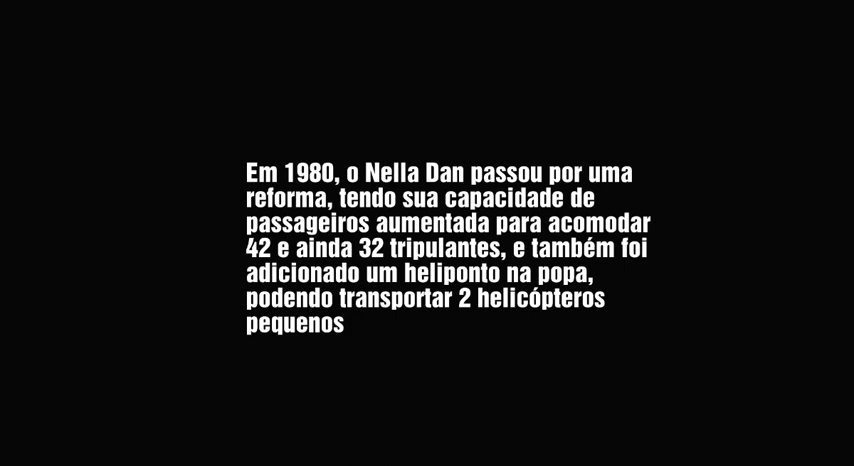 Em 1980, o Nella Dan passou por uma
reforma, tendo sua capacidade de
passageiros aumentada para acomodar
42 e ainda 32 tripulantes, e também foi
adicionado um heliponto na popa,
podendo transportar 2 helicópteros
pequenos